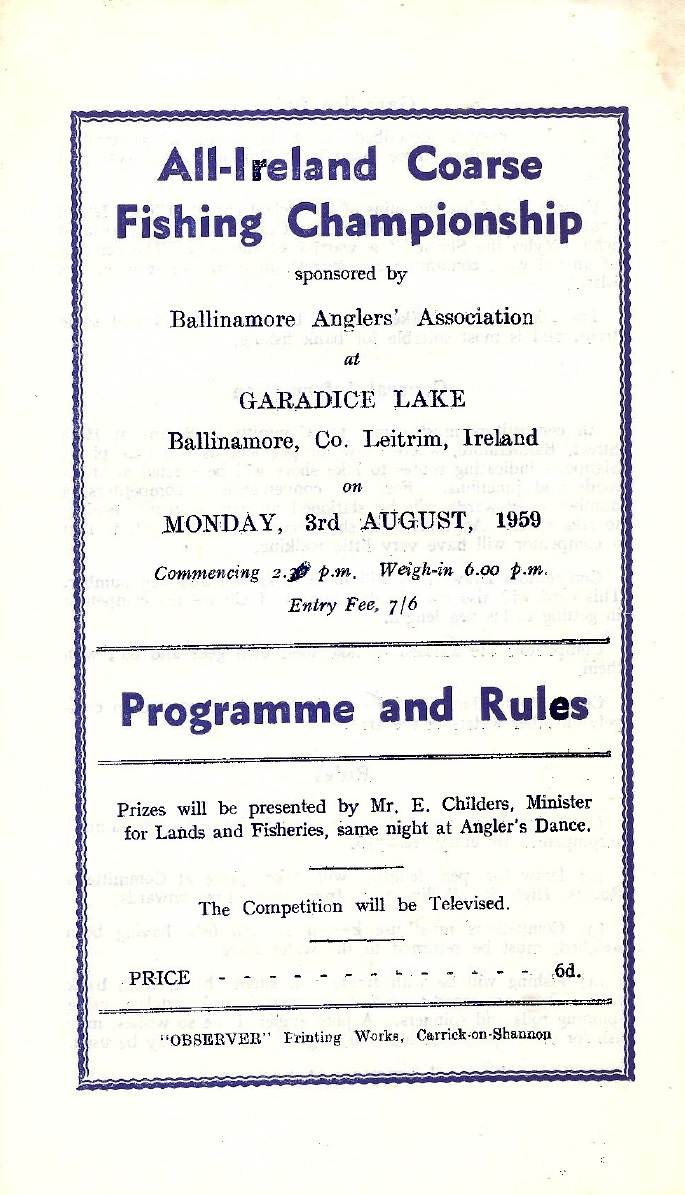 All-Ireland Coarse
Fishing Championship
sponsored by
Ballinamore Anglers' Association
at
GARADICE LAKE
Ballinamore, Co. Leitrim, Ireland
on
MONDAY, 3rd AUGUST, 1959
Commencing p.m. Weigh-in 6.00 p.m.
Entry Fee, 7/6
Programme and Rules
Prizes will be presented by Mr. E. Childers, Minister
for Lands and Fisheries, same night at Angler's Dance.
The Competition will be Televised.
PRICE - - - - - - - - - - - - - 6d.
"OBSERVER" Printing Works, Carrick-on-Shannon